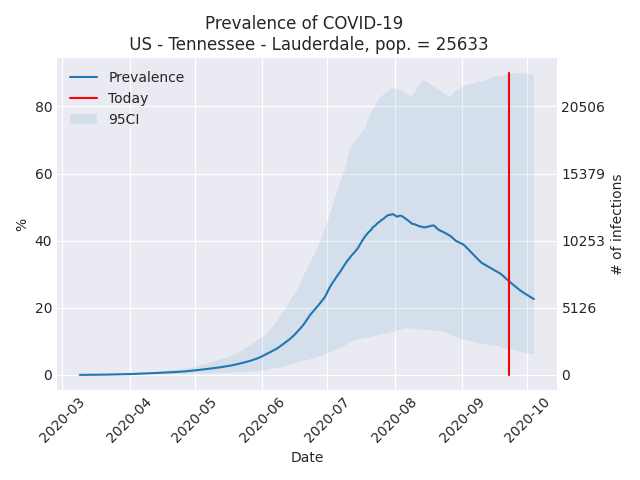 Prevalence of COVID-19
US - Tennessee - Lauderdale, pop. = 25633
Prevalence
Today
95CI
80
60
40
20
0
%
20506
15379
10253
5126
0
# of infections
2020-03
2020-04
2020-05
2020-06
2020-07
2020-08
2020-09
2020-10
Date